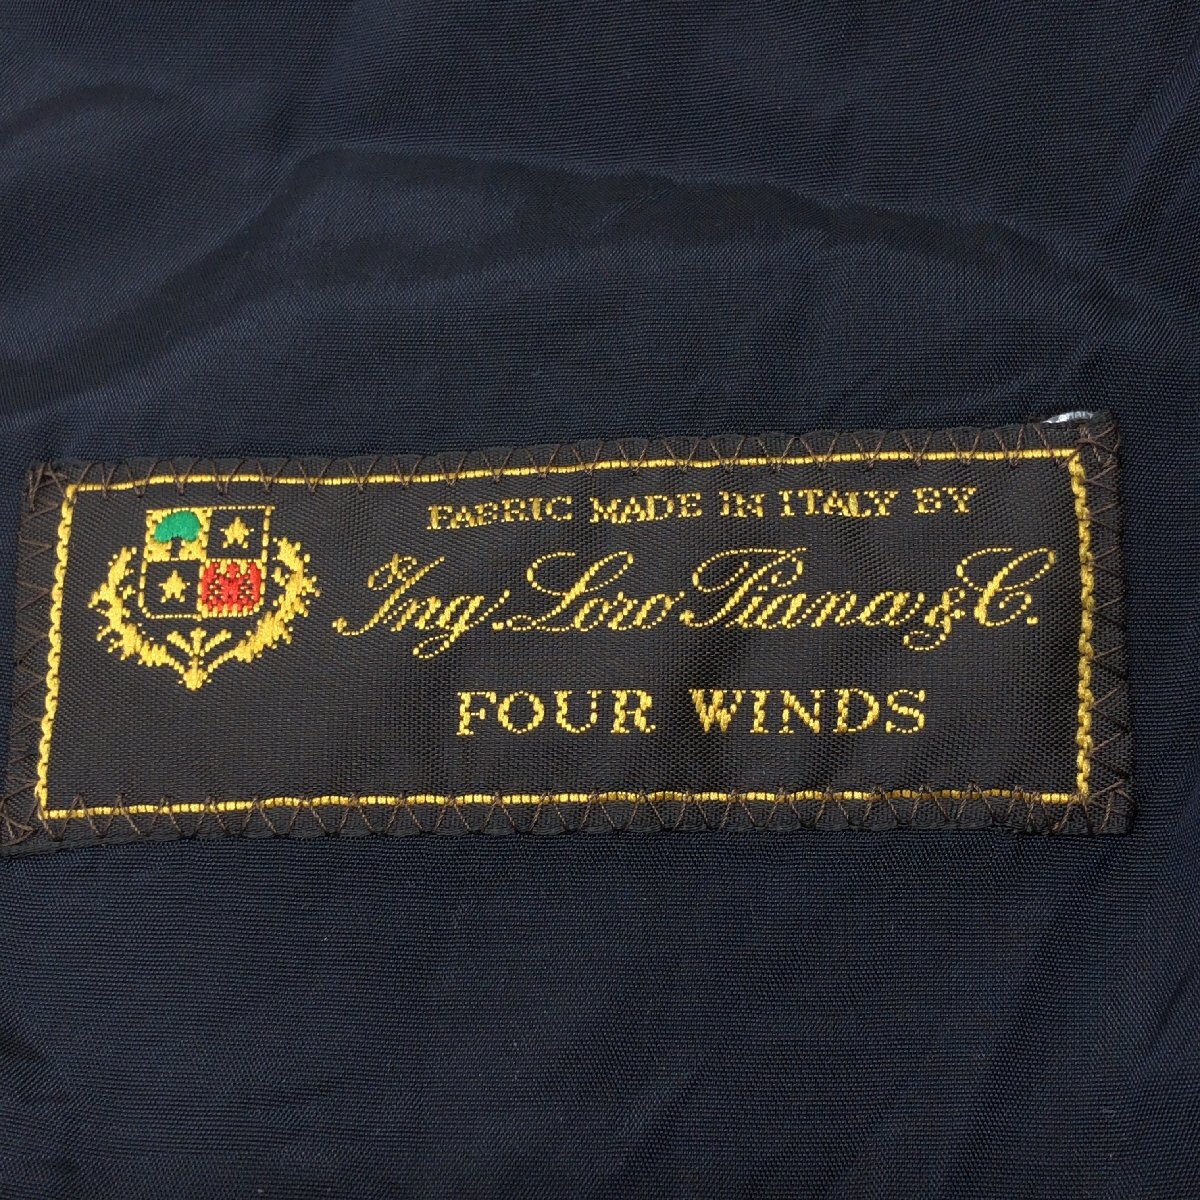 FABRIC MADE IN ITALY BY
Ing. Loro Piana & C.
FOUR WINDS